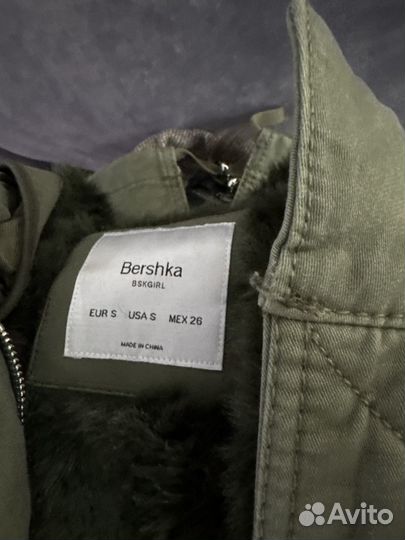 Bershka
BSKGIRL
EUR S USA S MEX 26
MADE IN CHINA
Avito